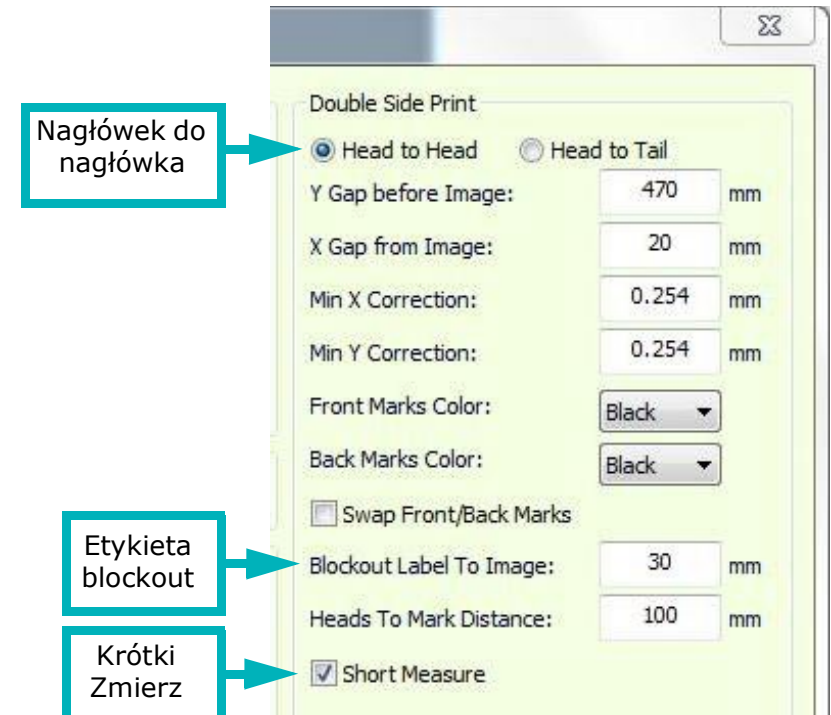 Double Side Print
Nagłówek do
nagłówka
Head to Head Head to Tail
Y Gap before Image: 470 mm
X Gap from Image: 20 mm
Min X Correction: 0.254 mm
Min Y Correction: 0.254 mm
Front Marks Color: Black
Back Marks Color: Black
Swap Front/Back Marks
Etykieta
blockout
Blockout Label To Image: 30 mm
Heads To Mark Distance: 100 mm
Krótki
Zmierz
Short Measure